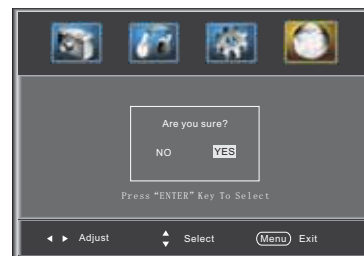 Are you sure?
NO YES
Press “ENTER” Key To Select
Adjust Select Menu Exit